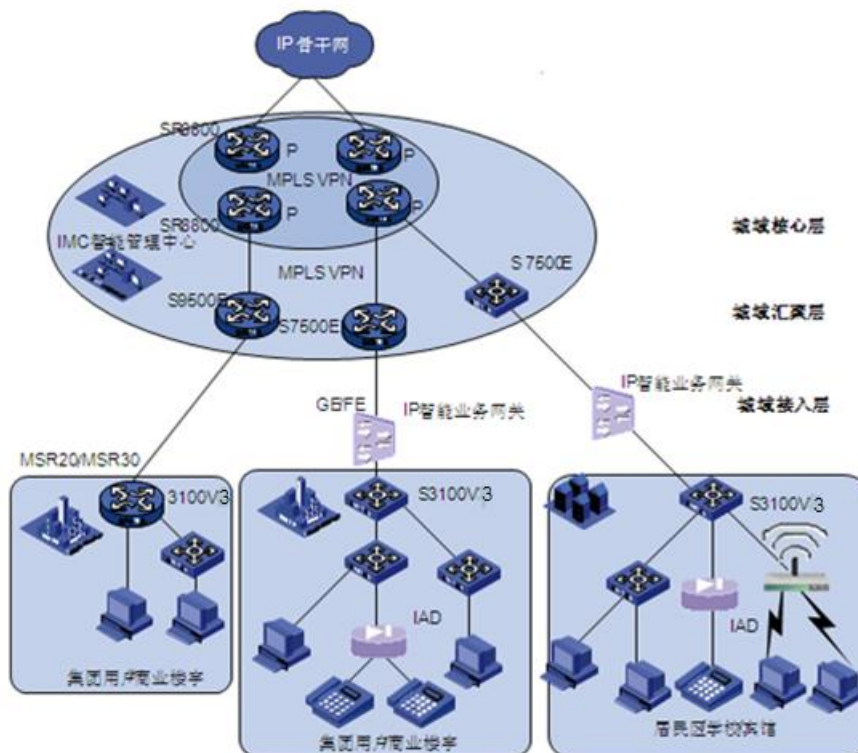 IP骨干网
SR8800
P
P
MPLS VPN
SR8800
P
P
IMC智能管理中心
MPLS VPN
S7500E
城域核心层
S9500E
S7500E
城域汇聚层
GE/FE
IP智能业务网关
IP智能业务网关
城域接入层
MSR20/MSR30
3100V3
S3100V3
S3100V3
IAD
IAD
集团用户商业楼宇
集团用户商业楼宇
居民区学校宾馆